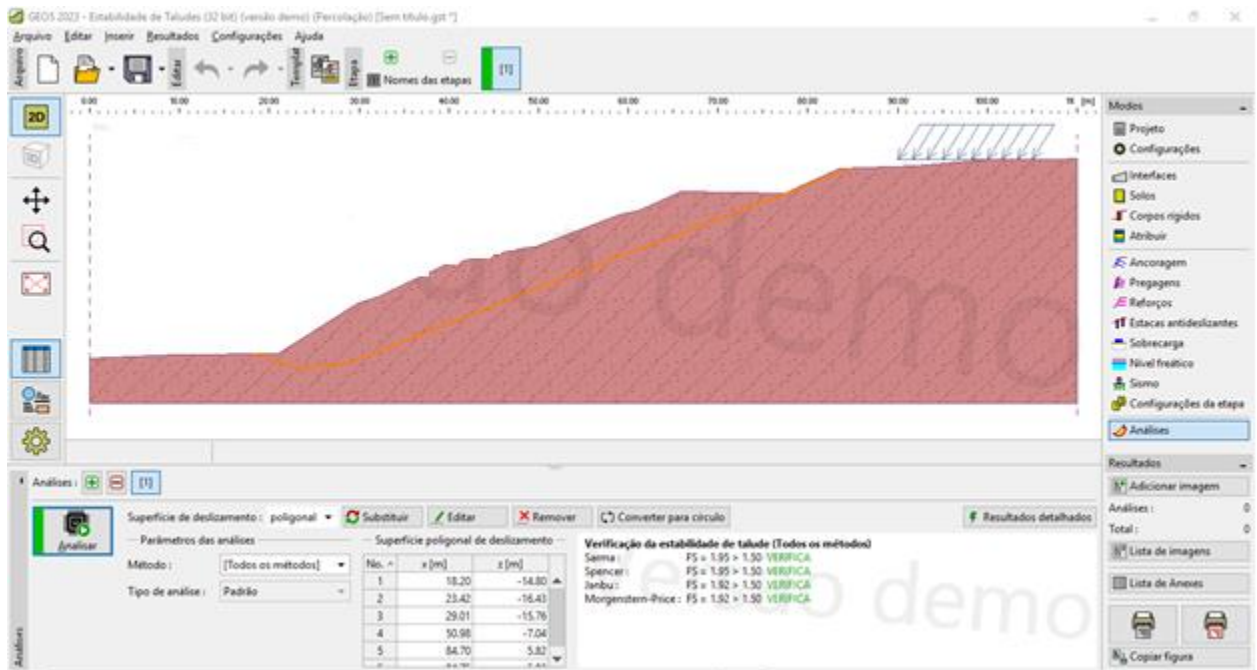 GEO5 2023 - Estabilidade de Taludes (32 bit) (versão demo) (Percolação) [Sem título.gst *]
Arquivo Editar Inserir Resultados Configurações Ajuda
Arquivo
Editar
Templat
Etapa
Nomes das etapas
[1]
0.00 10.00 20.00 30.00 40.00 50.00 60.00 70.00 80.00 90.00 100.00 [m]
2D
3D
ão demo
Modos
Projeto
Configurações
Interfaces
Solos
Corpos rígidos
Atribuir
Ancoragem
Pregagens
Reforços
Estacas antideslizantes
Sobrecarga
Nível freático
Sismo
Configurações da etapa
Análises
Resultados
Adicionar imagem
Análises : 0
Total : 0
Lista de imagens
Lista de Anexos
Copiar figura
Análises : [1]
Analisar
Superfície de deslizamento : poligonal Substituir Editar Remover Converter para círculo Resultados detalhados
Parâmetros das análises
Método : [Todos os métodos]
Tipo de análise : Padrão
Superfície poligonal de deslizamento
No. x [m] z [m]
1 18.20 -14.80
2 23.42 -16.43
3 29.01 -15.76
4 50.98 -7.04
5 84.70 5.82
Verificação da estabilidade de talude (Todos os métodos)
Sarma : FS = 1.95 > 1.50 VERIFICA
Spencer : FS = 1.95 > 1.50 VERIFICA
Janbu : FS = 1.92 > 1.50 VERIFICA
Morgenstern-Price : FS = 1.92 > 1.50 VERIFICA
versão demo
Análises